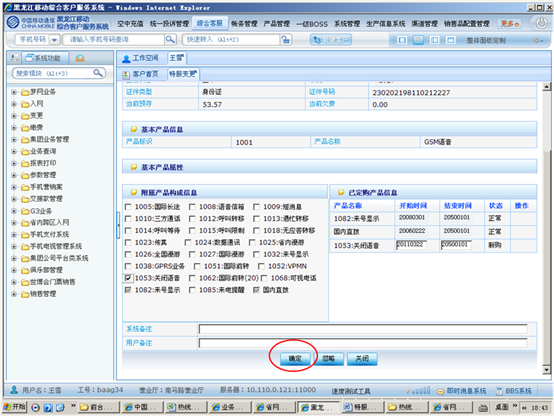 黑龙江移动综合客户服务系统 - Windows Internet Explorer
中国移动通信 CHINA MOBILE 黑龙江移动 综合客户服务系统 空中充值 统一投诉管理 综合客服 帐务管理 产品管理 一级BOSS 系统管理 生产信息系统 渠道管理 销售品配置管理 更多
手机号码 请输入手机号码查询 快速转入 (Alt+2) 整体面板定制
系统功能 工作空间 王雪
搜索模块 (Alt+3) 客户首页 特服变更
梦网业务
入网
变更
缴费
集团业务管理
业务查询
报表打印
参数管理
手机营销案
交接款管理
G3业务
省内跨区入网
手机支付系统
手机电视管理系统
集团公司平台类系统
俱乐部管理
世博会门票销售
销售管理
证件类型 身份证 证件号码 230202198110212227
当前预存 53.57 当前欠费 0.00
基本产品信息
产品标识 1001 产品名称 GSM语音
基本产品属性
附属产品构成信息
1005:国际长途 1008:语音信箱 1009:短消息
1010:三方通话 1012:呼叫转移 1013:遇忙转移
1014:呼叫等待 1015:呼叫限制 1018:无应答转移
1023:传真 1024:数据通讯 1025:省内漫游
1026:全国漫游 1027:国际漫游 1032:来号显示
1038:GPRS业务 1051:国际前转 1052:VPMN
1053:关闭语音 1062:国际前转(20) 1068:可视电话
1082:来号显示 1085:来电提醒 国内直拨
已定购产品信息
产品名称 开始时间 结束时间 状态 操作
1082:来号显示 20080301 20500101 正常
国内直拨 20060222 20500101 正常
1053:关闭语音 20110322 20500101 新购
系统备注
用户备注
确定 忽略 关闭
用户名:王雪 工号:baag34 营业厅:南马路营业厅 服务器:10.110.0.121:11000 速度测试工具 即时消息系统 BBS系统
开始 前台... 中国... 热线... 业务... 省网... 黑龙... 特服... 热线... 省网... 桌面 18:43